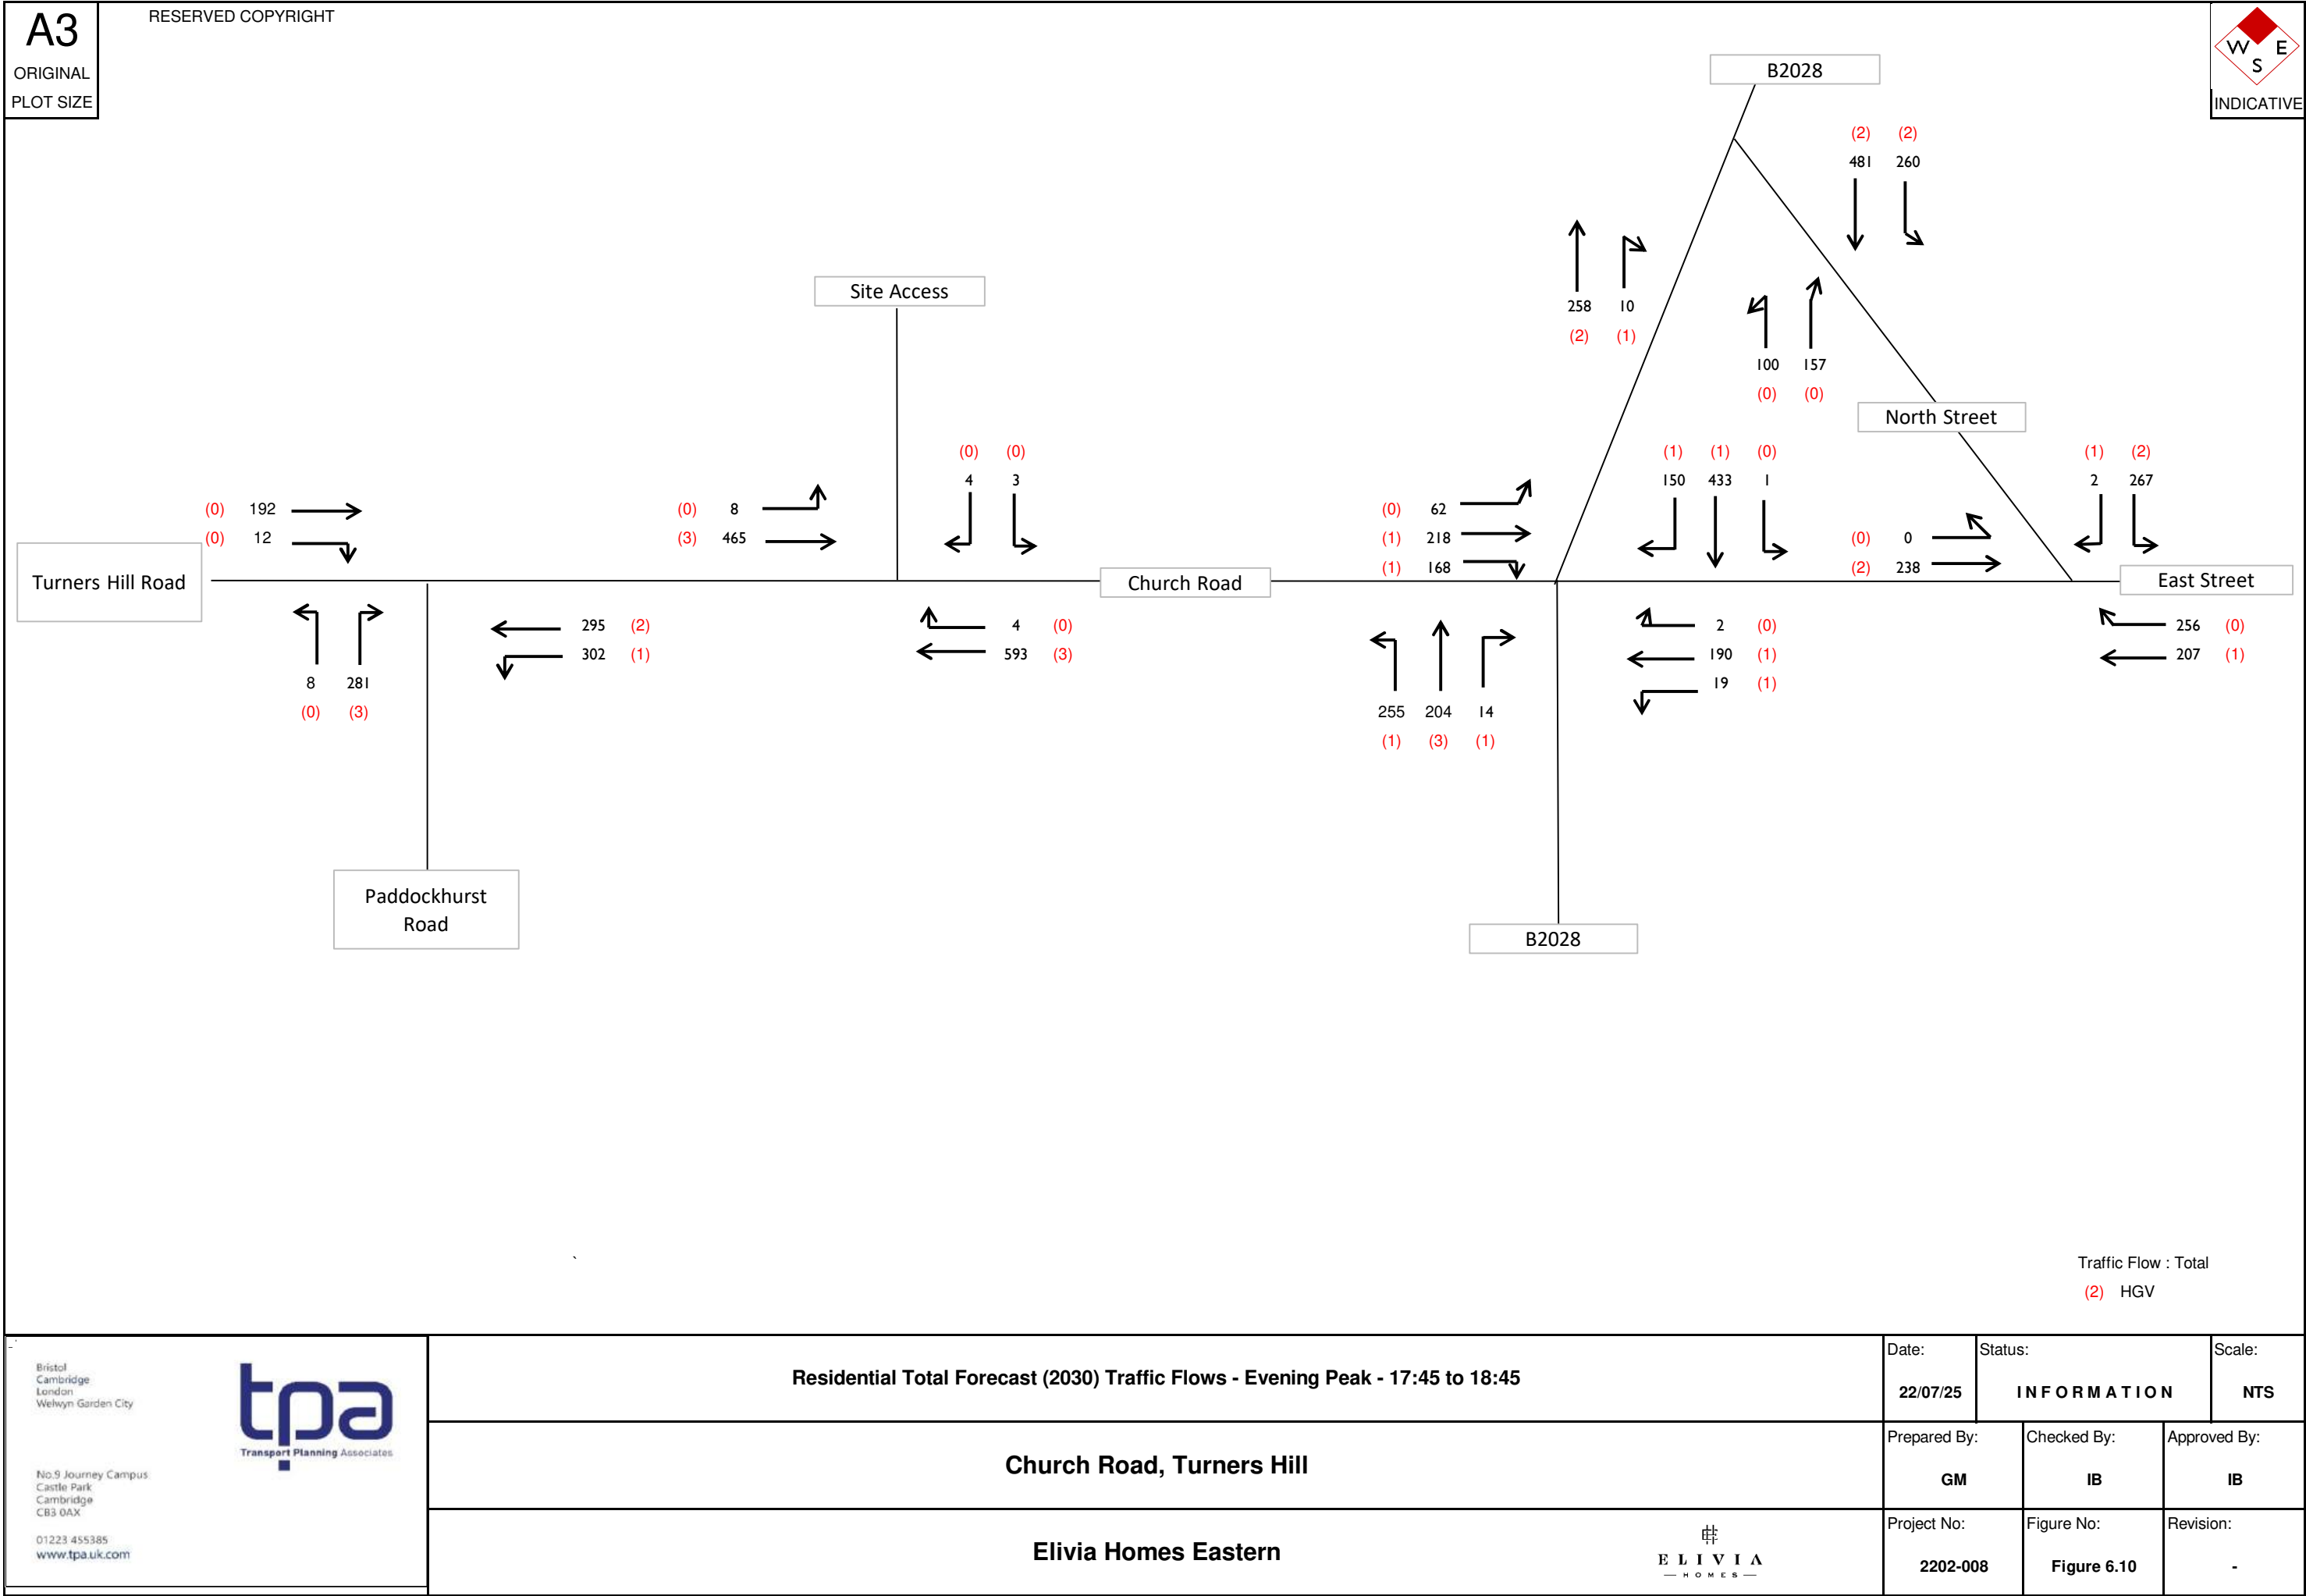 A3
ORIGINAL
PLOT SIZE
RESERVED COPYRIGHT
W E
S
INDICATIVE
B2028
(2) (2)
481 260
258 10
(2) (1)
Site Access
100 157
(0) (0)
North Street
(0) (0)
4 3
(1) (1) (0)
150 433 1
(1) (2)
2 267
(0) 192
(0) 12
(0) 8
(3) 465
(0) 62
(1) 218
(1) 168
(0) 0
(2) 238
Turners Hill Road
Church Road
East Street
8 281
(0) (3)
295 (2)
302 (1)
4 (0)
593 (3)
255 204 14
(1) (3) (1)
2 (0)
190 (1)
19 (1)
256 (0)
207 (1)
Paddockhurst
Road
B2028
Traffic Flow : Total
(2) HGV
Bristol
Cambridge
London
Welwyn Garden City
tpa
Transport Planning Associates
No.9 Journey Campus
Castle Park
Cambridge
CB3 0AX
01223 455385
www.tpa.uk.com
Residential Total Forecast (2030) Traffic Flows - Evening Peak - 17:45 to 18:45
Church Road, Turners Hill
Elivia Homes Eastern
ELIVIA
HOMES
Date: Status: Scale:
22/07/25 INFORMATION NTS
Prepared By: Checked By: Approved By:
GM IB IB
Project No: Figure No: Revision:
2202-008 Figure 6.10 -